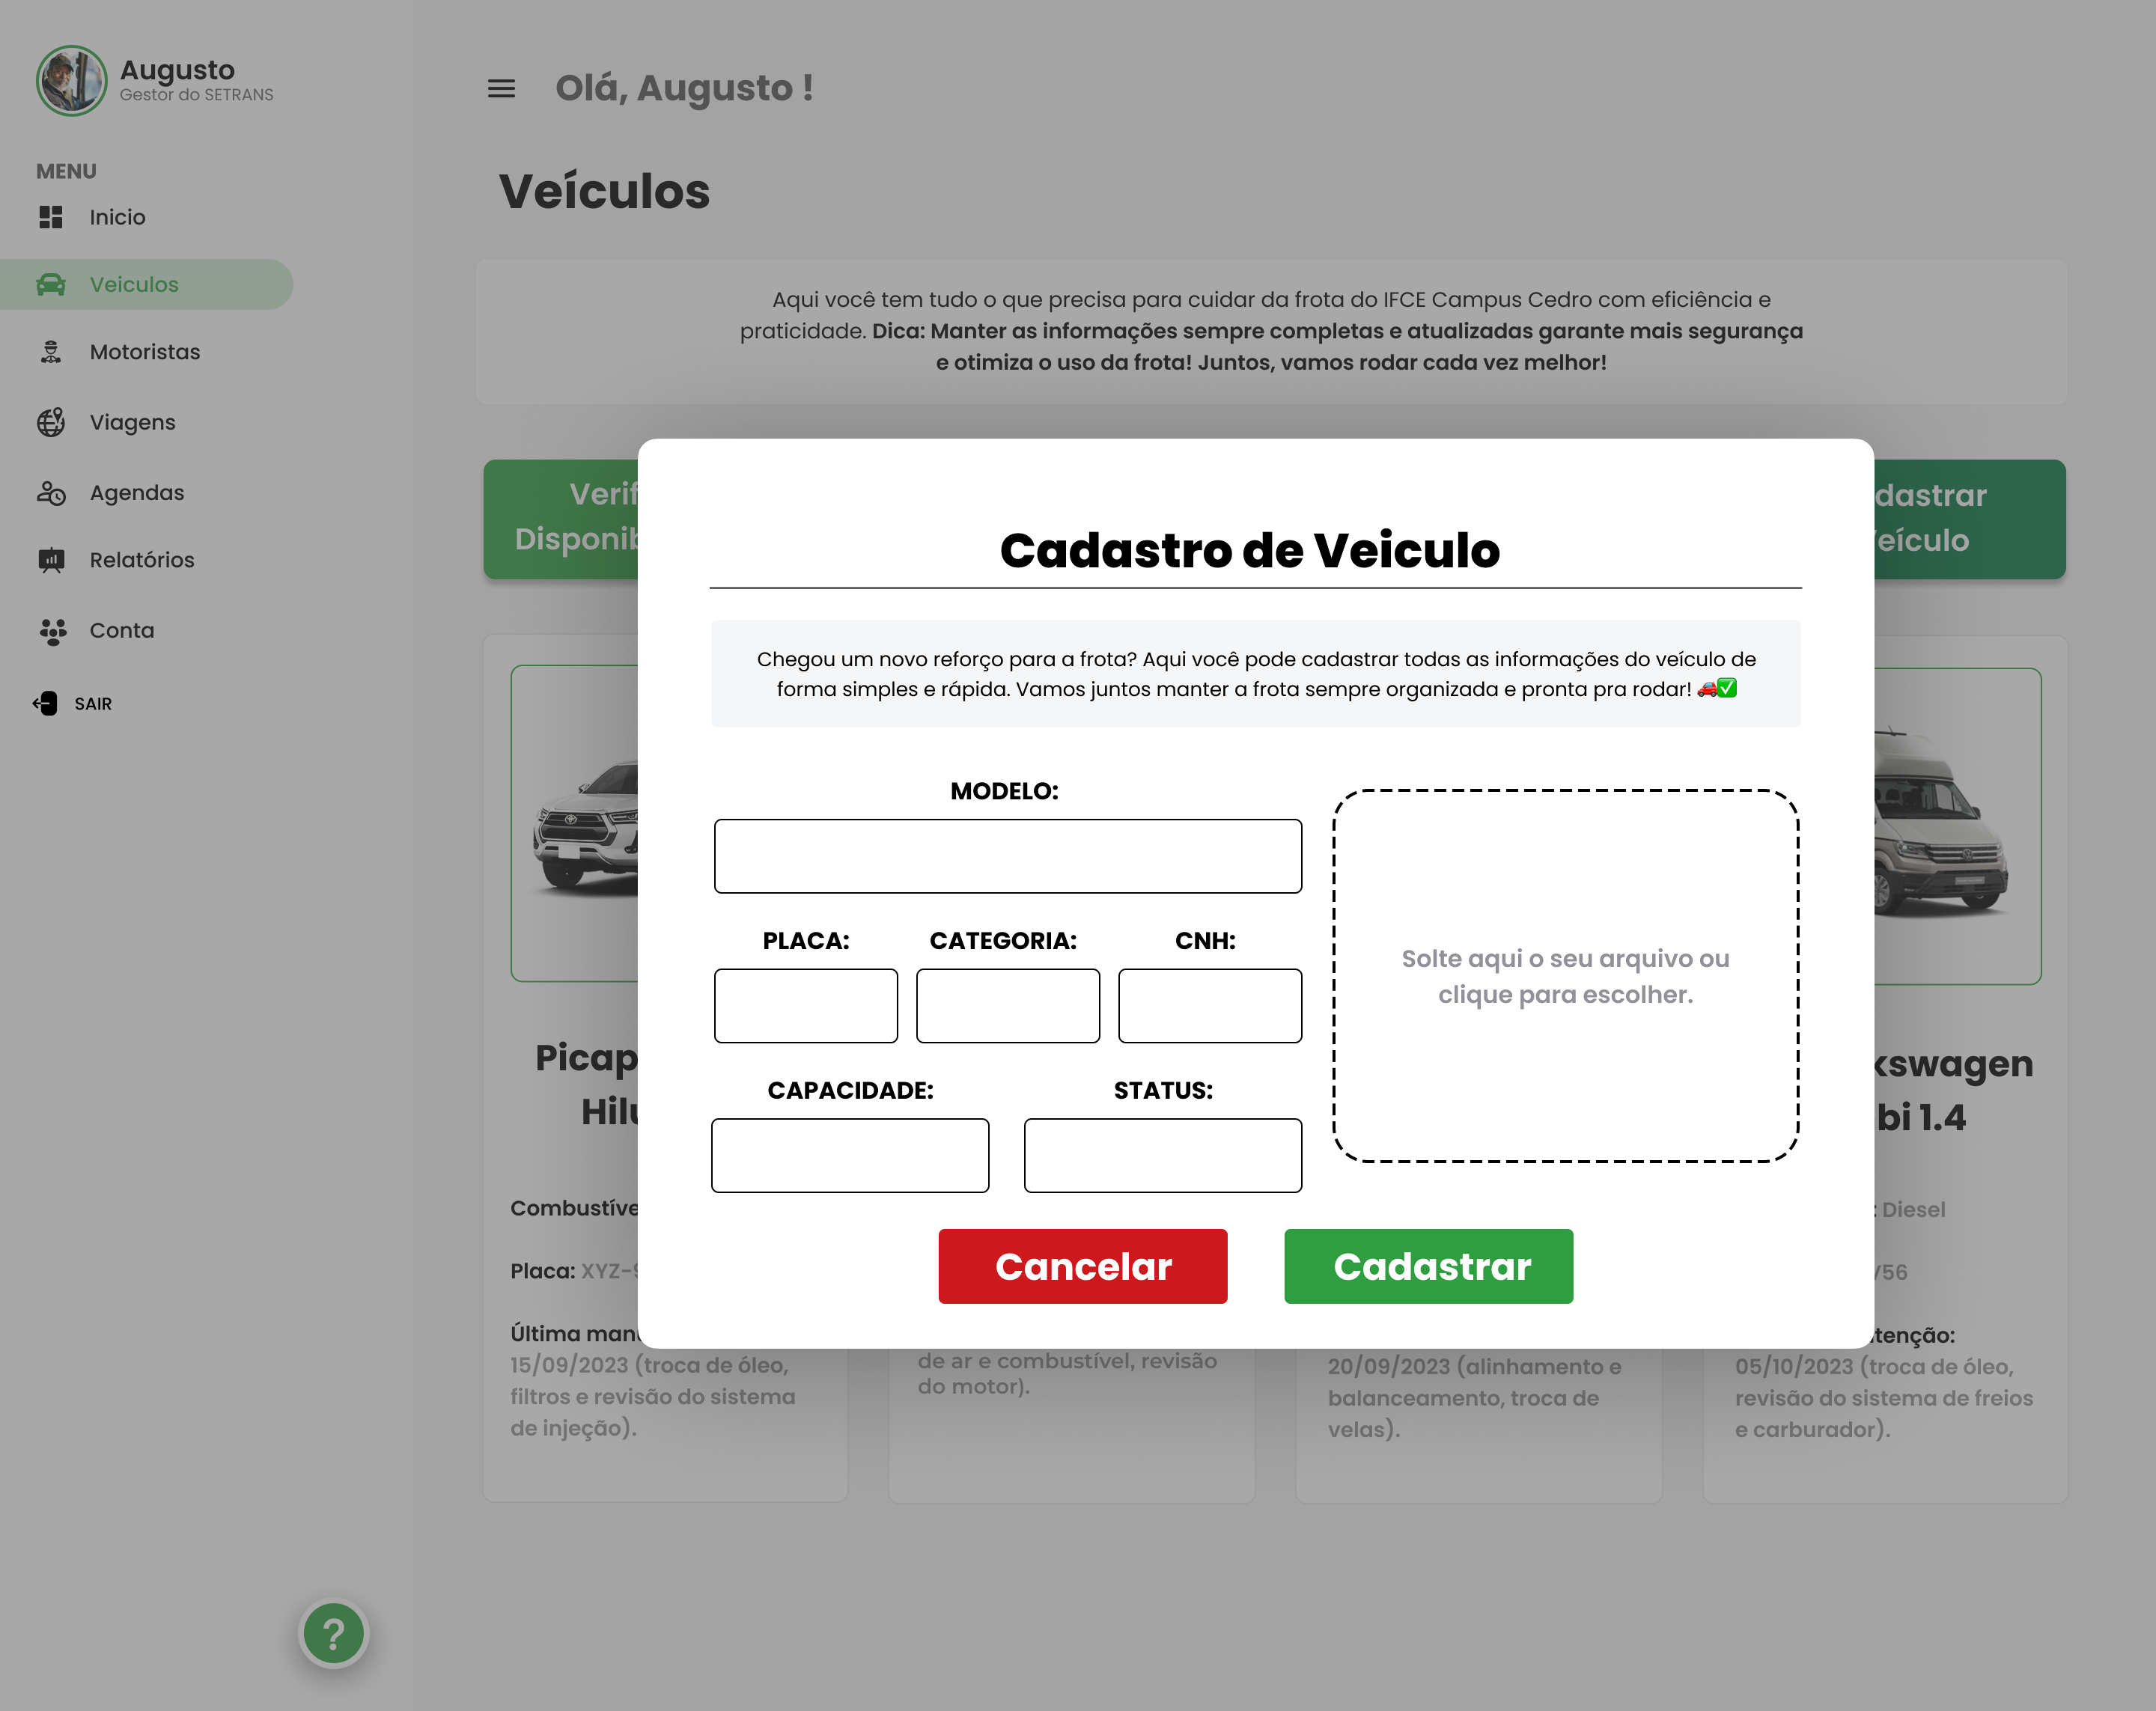 Augusto
Gestor do SETRANS
MENU
Inicio
Veiculos
Motoristas
Viagens
Agendas
Relatórios
Conta
SAIR
?
Olá, Augusto !
Veículos
Aqui você tem tudo o que precisa para cuidar da frota do IFCE Campus Cedro com eficiência e
praticidade. Dica: Manter as informações sempre completas e atualizadas garante mais segurança
e otimiza o uso da frota! Juntos, vamos rodar cada vez melhor!
Verif
Disponib
dastrar
eículo
Cadastro de Veiculo
Chegou um novo reforço para a frota? Aqui você pode cadastrar todas as informações do veículo de
forma simples e rápida. Vamos juntos manter a frota sempre organizada e pronta pra rodar! 🚗✅
MODELO:
PLACA: CATEGORIA: CNH:
CAPACIDADE: STATUS:
Solte aqui o seu arquivo ou
clique para escolher.
Cancelar
Cadastrar
Picap
Hilu
Combustíve
Placa: XYZ-9
Última manu
15/09/2023 (troca de óleo,
filtros e revisão do sistema
de injeção).
de ar e combustível, revisão
do motor).
20/09/2023 (alinhamento e
balanceamento, troca de
velas).
kswagen
bi 1.4
: Diesel
V56
tenção:
05/10/2023 (troca de óleo,
revisão do sistema de freios
e carburador).